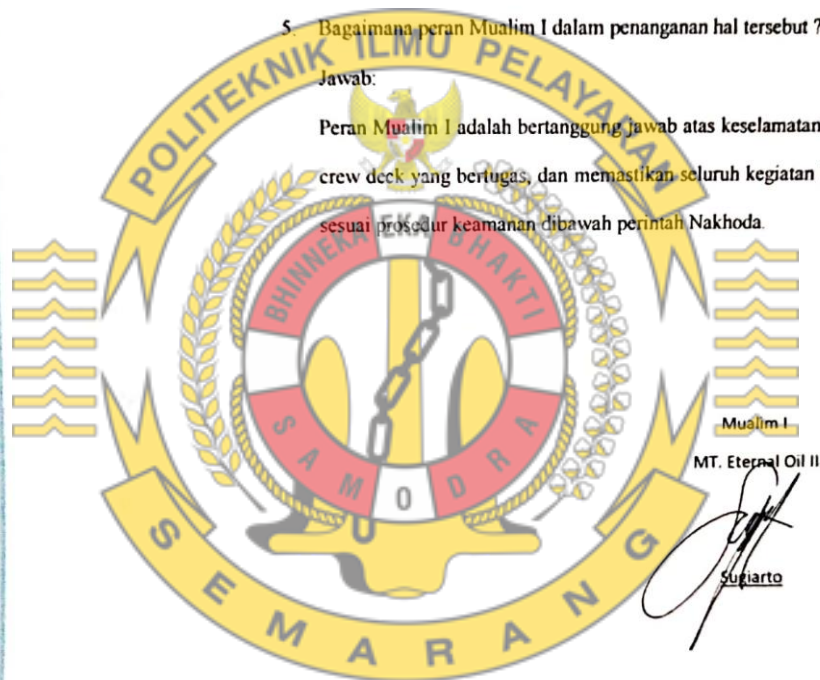 5. Bagaimana peran Mualim I dalam penanganan hal tersebut ?
Jawab:
Peran Mualim I adalah bertanggung jawab atas keselamatan
crew deck yang bertugas, dan memastikan seluruh kegiatan
sesuai prosedur keamanan dibawah perintah Nakhoda.
POLITEKNIK ILMU PELAYARAN
BHINNEKA EKA BHAKTI
SAMODRA
SEMARANG
Mualim I
MT. Eternal Oil II
Sugiarto